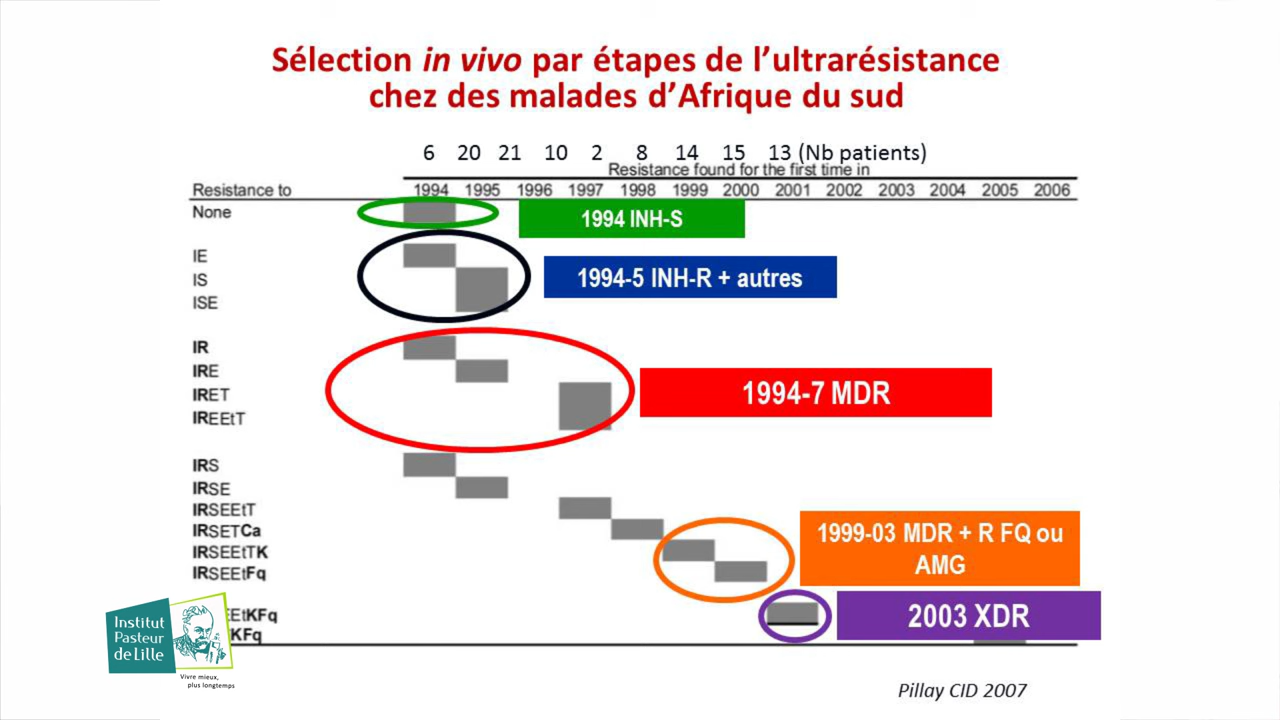 Sélection in vivo par étapes de l’ultrarésistance
chez des malades d’Afrique du sud
6 20 21 10 2 8 14 15 13 (Nb patients)
Resistance found for the first time in
Resistance to 1994 1995 1996 1997 1998 1999 2000 2001 2002 2003 2004 2005 2006
None
1994 INH-S
IE
IS
ISE
1994-5 INH-R + autres
IR
IRE
IRET
IREEtT
1994-7 MDR
IRS
IRSE
IRSEEtT
IRSETCa
IRSEEtTK
IRSEEtFq
1999-03 MDR + R FQ ou
AMG
EEtKFq
KFq
2003 XDR
Institut
Pasteur
de Lille
Vivre mieux,
plus longtemps
Pillay CID 2007